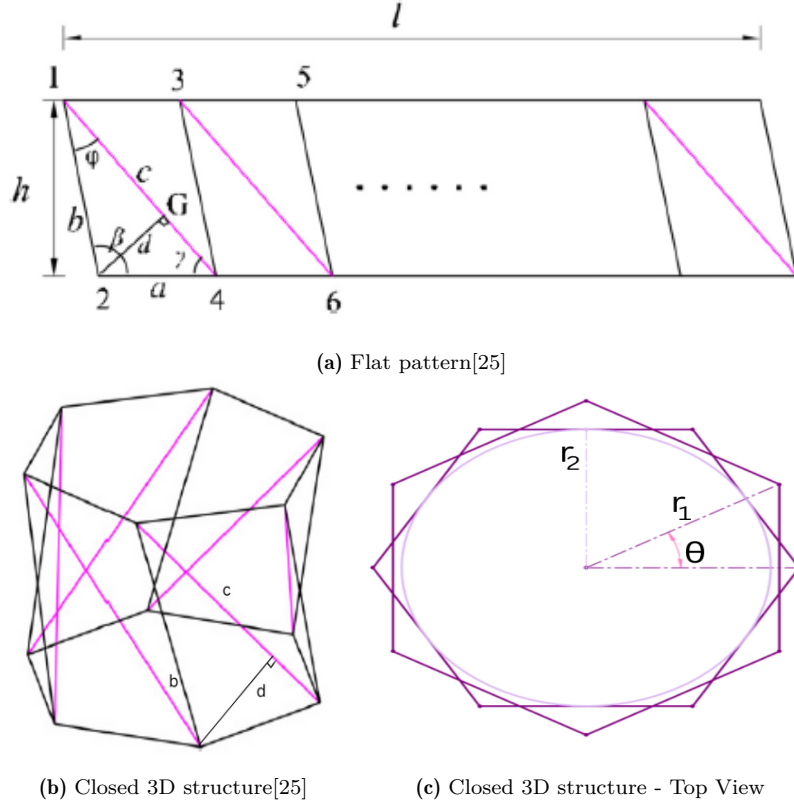 l
1 3 5
φ
c
h
G
b
β
d
γ
2 a 4 6
(a) Flat pattern[25]
c
b
d
r2
r1
θ
(b) Closed 3D structure[25]
(c) Closed 3D structure - Top View